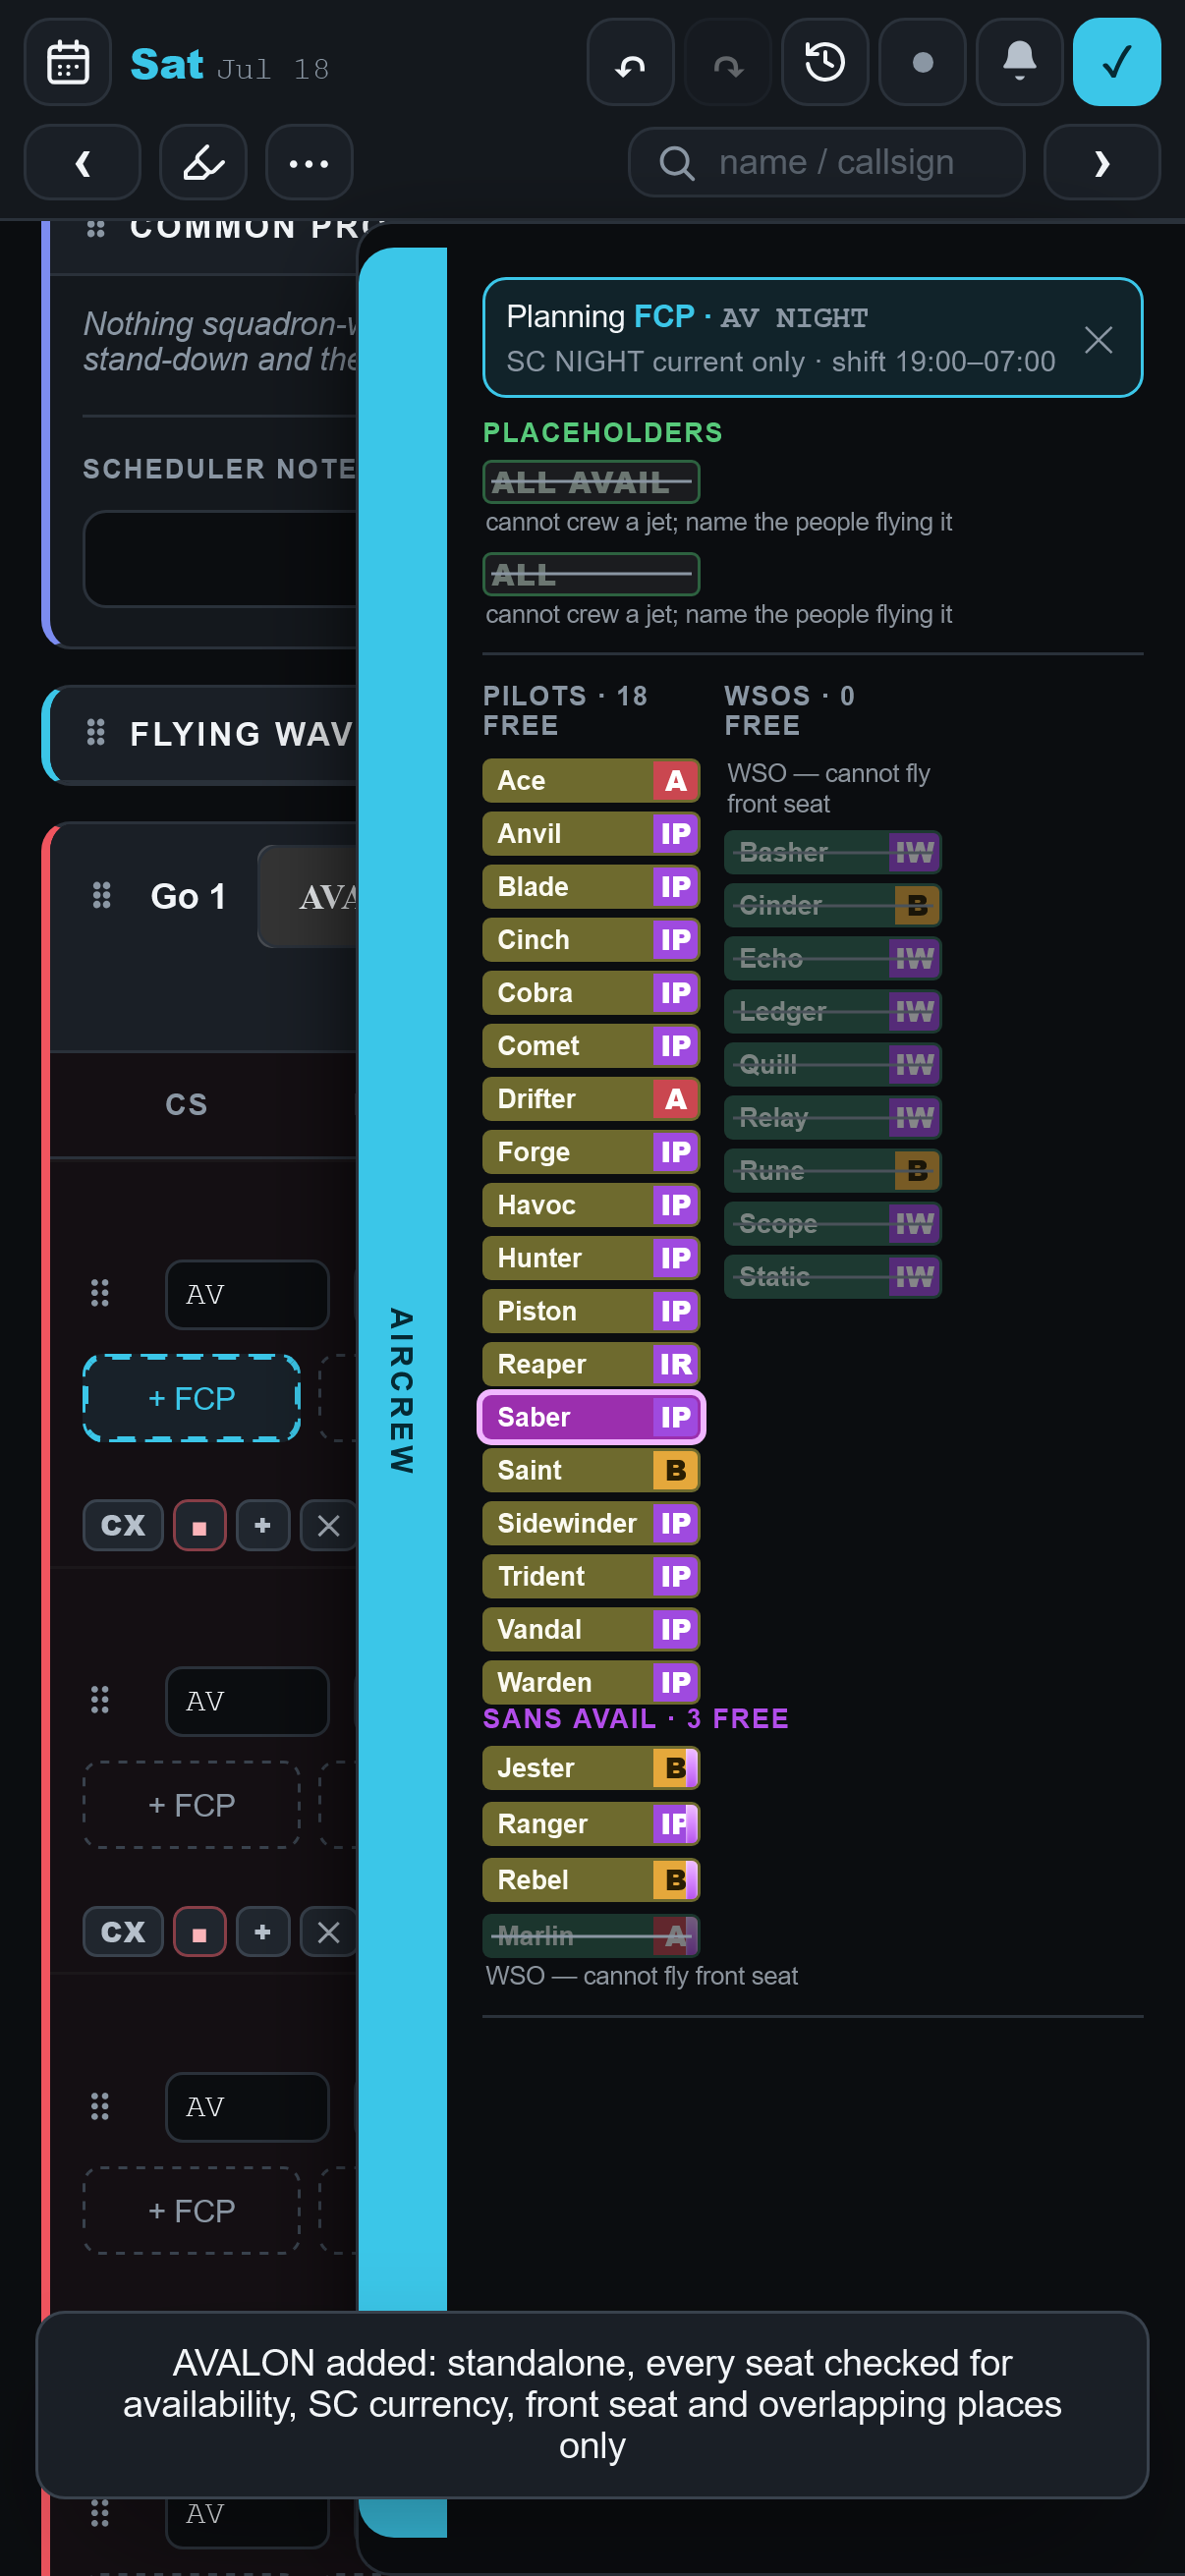 Sat Jul 18
name / callsign
COMMON PRO
Nothing squadron-w
stand-down and the
SCHEDULER NOTE
FLYING WAV
Go 1 AVA
CS
AV
+ FCP
CX + ×
AV
+ FCP
CX + ×
AV
+ FCP
AV
AIRCREW
Planning FCP · AV NIGHT
SC NIGHT current only · shift 19:00–07:00
PLACEHOLDERS
ALL AVAIL
cannot crew a jet; name the people flying it
ALL
cannot crew a jet; name the people flying it
PILOTS · 18
FREE
Ace A
Anvil IP
Blade IP
Cinch IP
Cobra IP
Comet IP
Drifter A
Forge IP
Havoc IP
Hunter IP
Piston IP
Reaper IR
Saber IP
Saint B
Sidewinder IP
Trident IP
Vandal IP
Warden IP
WSOS · 0
FREE
WSO — cannot fly
front seat
Basher IW
Cinder B
Echo IW
Ledger IW
Quill IW
Relay IW
Rune B
Scope IW
Static IW
SANS AVAIL · 3 FREE
Jester B
Ranger IP
Rebel B
Marlin A
WSO — cannot fly front seat
AVALON added: standalone, every seat checked for
availability, SC currency, front seat and overlapping places
only